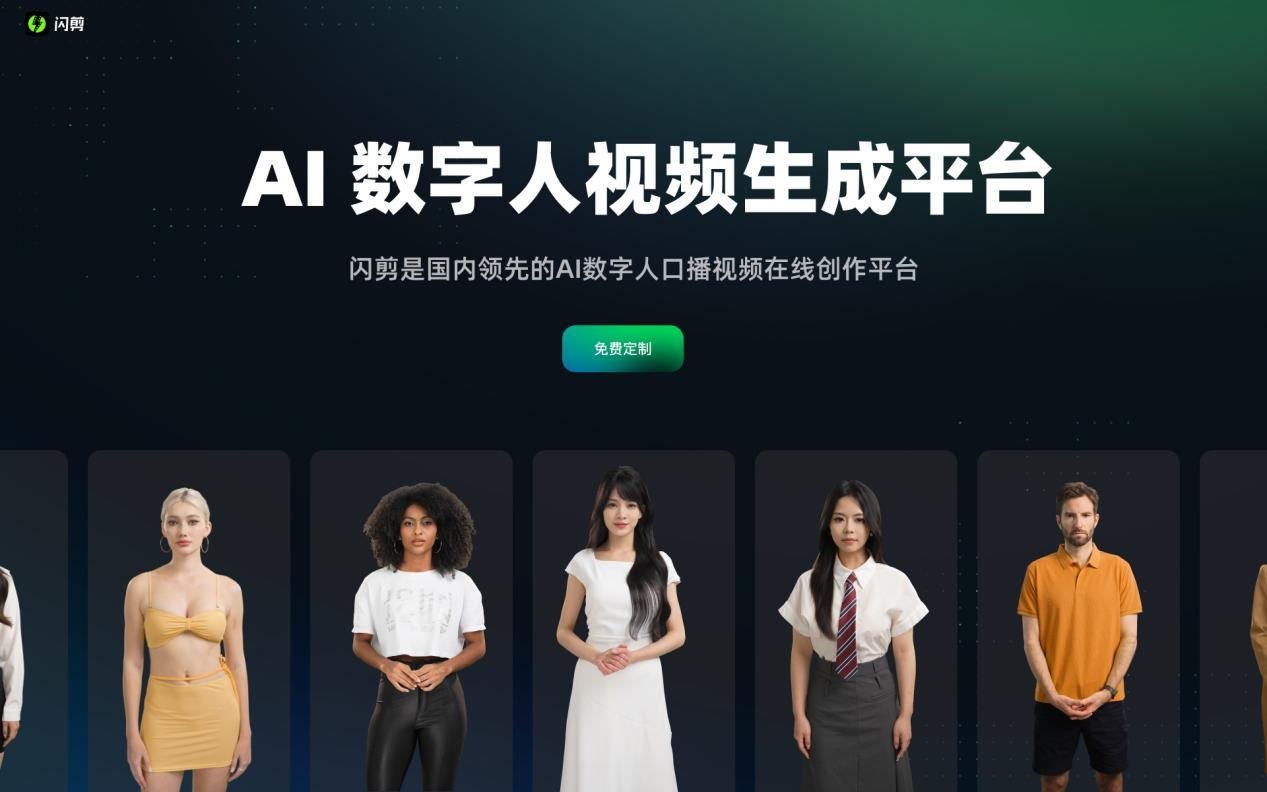 闪剪
AI 数字人视频生成平台
闪剪是国内领先的AI数字人口播视频在线创作平台
免费定制